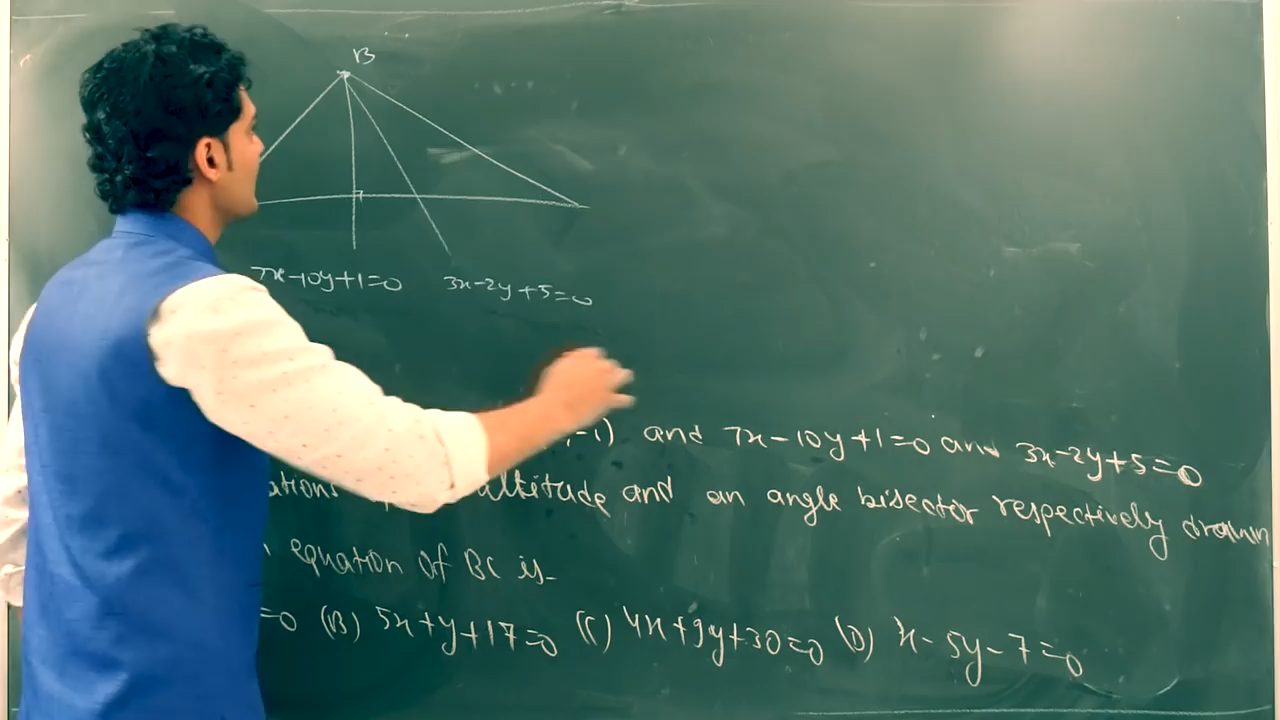 B
7x-10y+1=0 3x-2y+5=0
,-1) and 7x-10y+1=0 and 3x-2y+5=0
ations altitude and an angle bisector respectively drawn
equation of BC is-
=0 (B) 5x+y+17=0 (C) 4x+9y+30=0 (D) x-5y-7=0